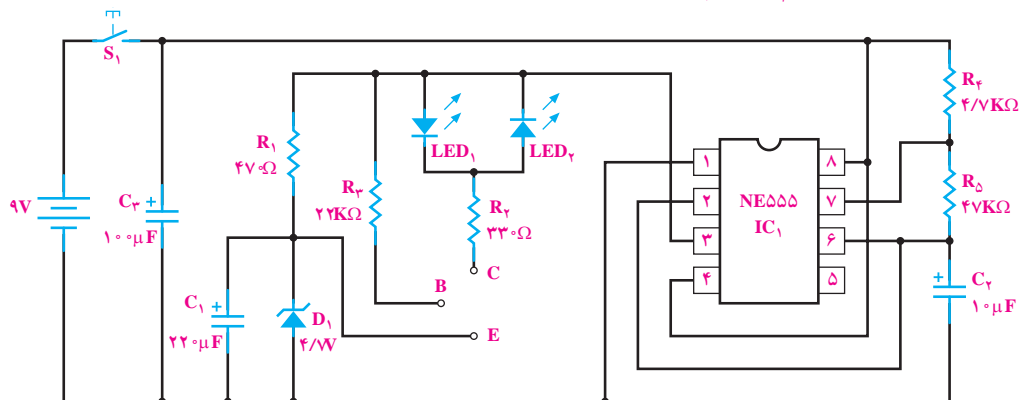 S۱
۹V
C۳ +
۱۰۰μF
R۱
۴۷۰Ω
R۳
۲۲KΩ
LED۱
LED۲
R۲
۳۳۰Ω
C
B
E
C۱ +
۲۲۰μF
D۱
۴/۷V
NE۵۵۵
IC۱
۱
۲
۳
۴
۸
۷
۶
۵
R۴
۴/۷KΩ
R۵
۴۷KΩ
+ C۲
۱۰μF